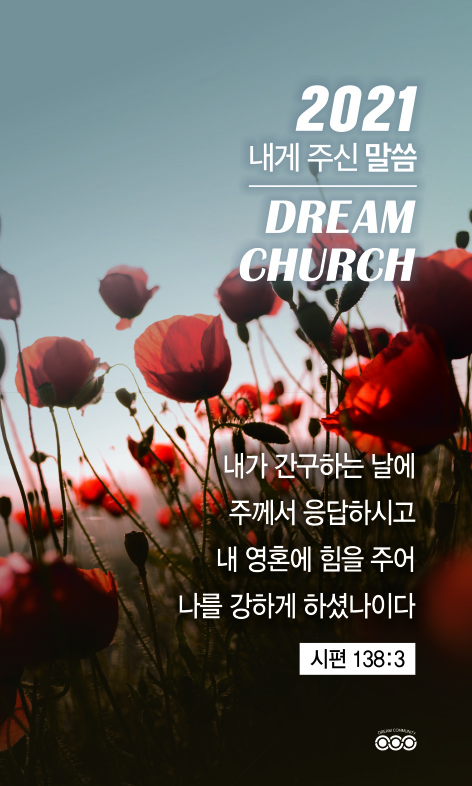 2021
내게 주신 말씀
DREAM
CHURCH
내가 간구하는 날에
주께서 응답하시고
내 영혼에 힘을 주어
나를 강하게 하셨나이다
시편 138:3
DREAM COMMUNITY